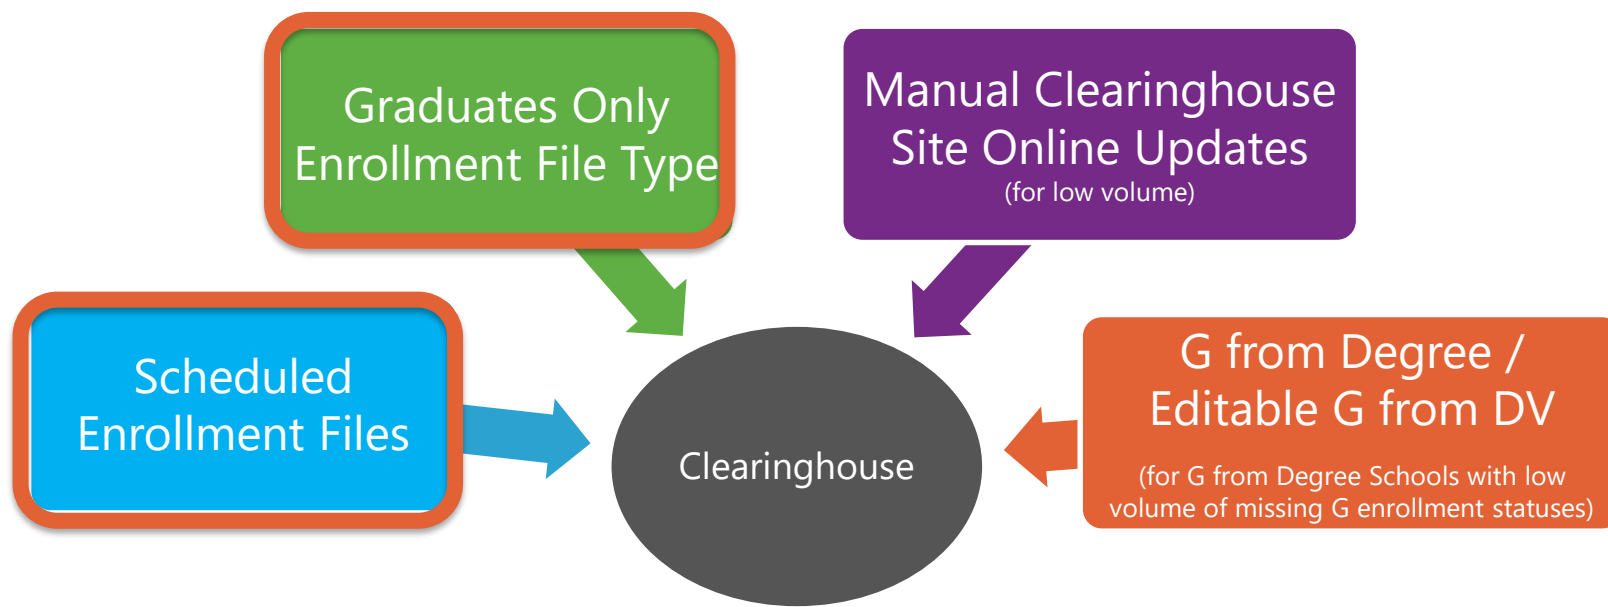 Graduates Only
Enrollment File Type
Manual Clearinghouse
Site Online Updates
(for low volume)
Scheduled
Enrollment Files
Clearinghouse
G from Degree /
Editable G from DV
(for G from Degree Schools with low
volume of missing G enrollment statuses)